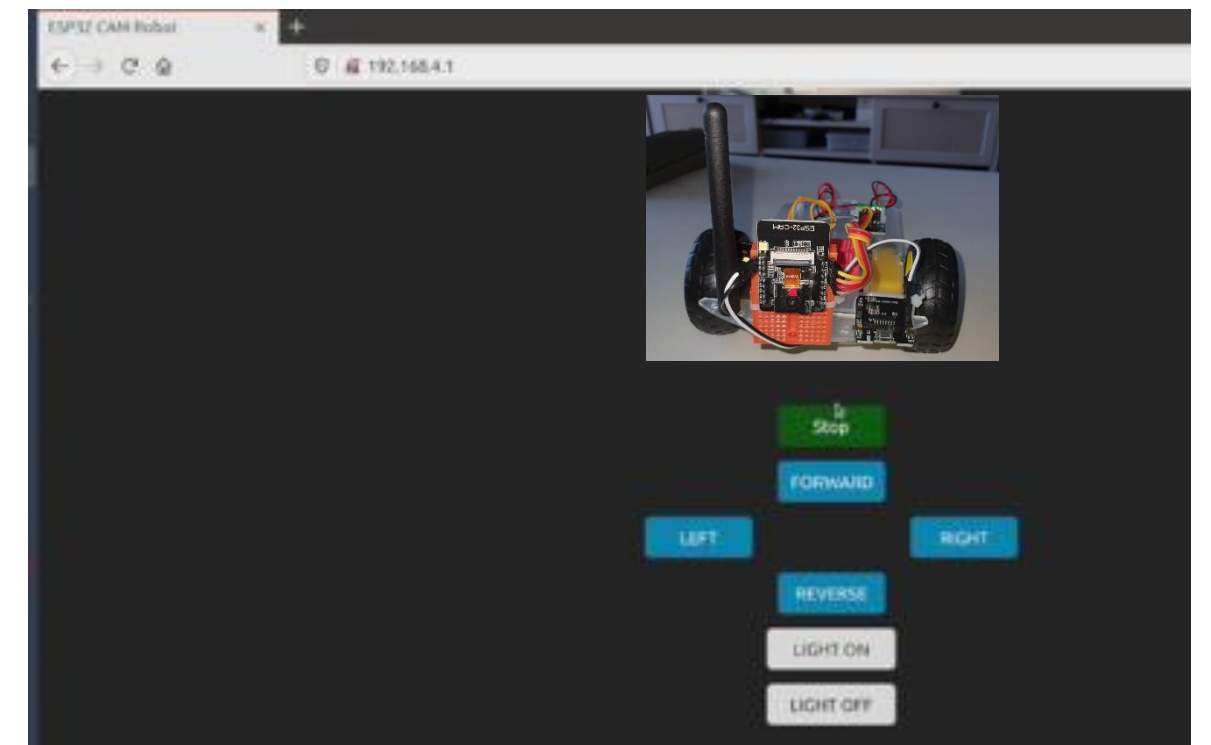 ESP32 CAM Robot
192.168.4.1
ESP32-CAM
Stop
FORWARD
LEFT RIGHT
REVERSE
LIGHT ON
LIGHT OFF